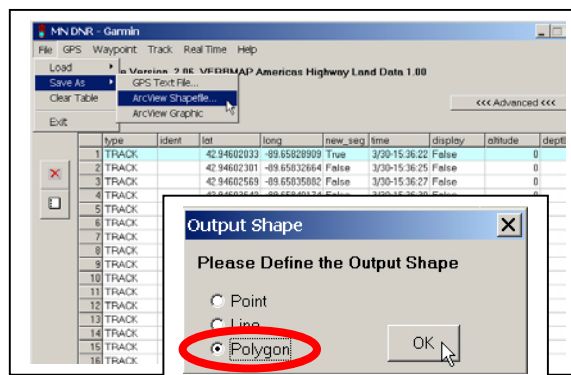 MN DNR - Garmin
File GPS Waypoint Track Real Time Help
Load
Version 2.06 VERBMAP Americas Highway Land Data 1.00
Save As GPS Text File...
Clear Table ArcView Shapefile... <<< Advanced <<<
ArcView Graphic
Exit
type ident lat long new_seg time display altitude
1 TRACK 42.94602033 -89.65828909 True 3/30-15:36:22 False 0
2 TRACK 42.94602301 -89.65832664 False 3/30-15:36:25 False 0
3 TRACK 42.94602569 -89.65835882 False 3/30-15:36:27 False 0
4 TRACK
5 TRACK
6 TRACK
7 TRACK
8 TRACK
9 TRACK
10 TRACK
11 TRACK
12 TRACK
13 TRACK
14 TRACK
15 TRACK
16 TRACK
Output Shape
Please Define the Output Shape
Point
Line
Polygon
OK